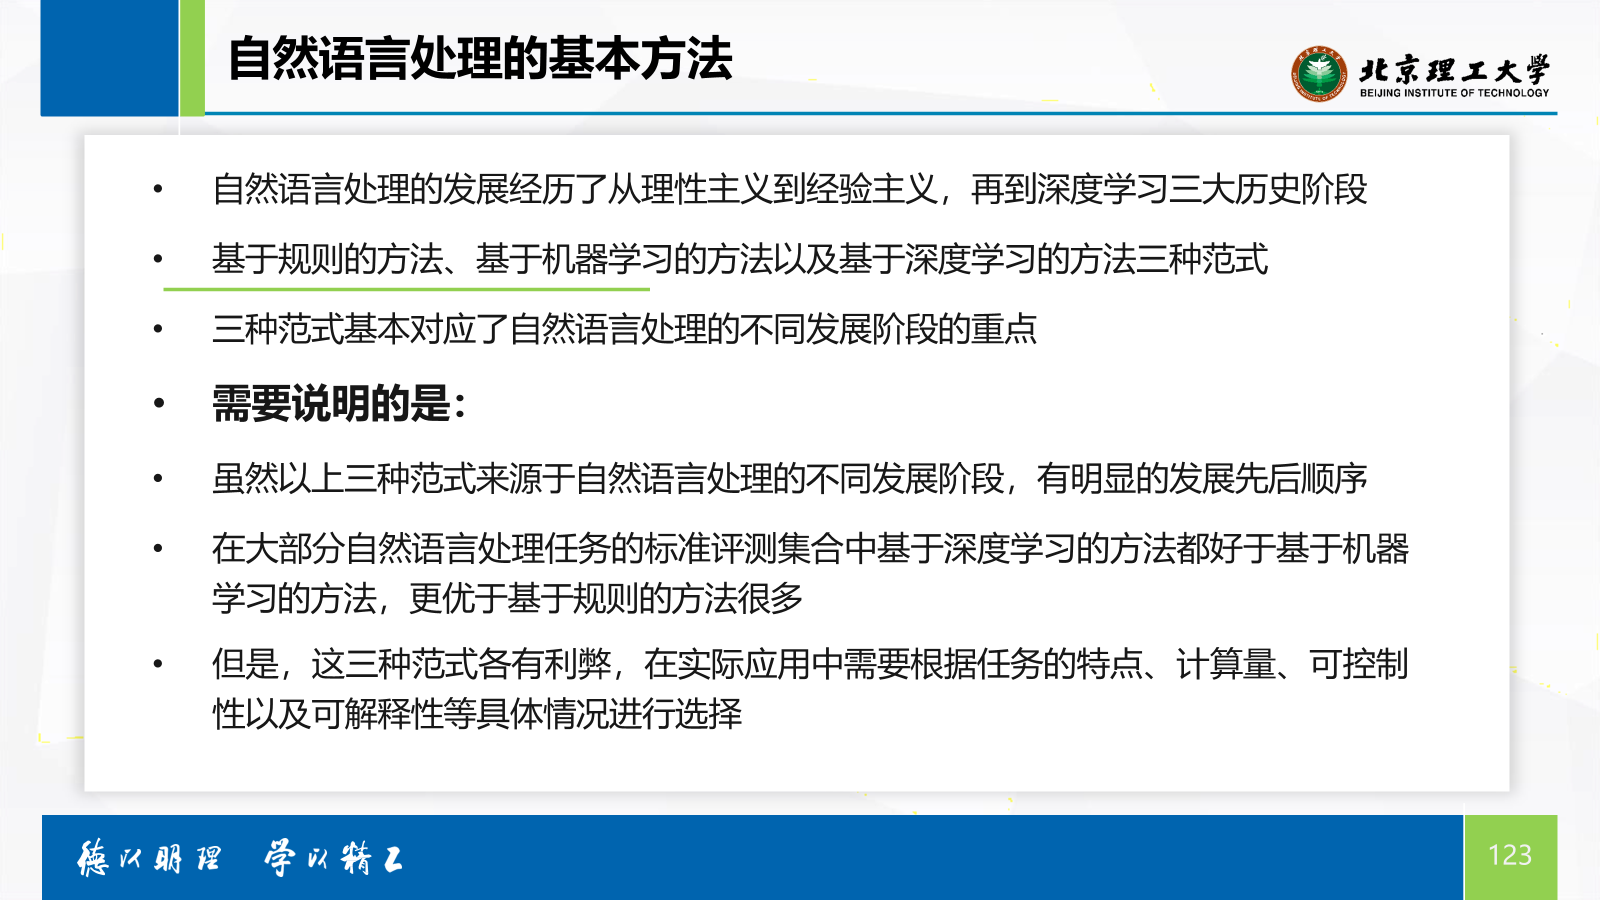 自然语言处理的基本方法
北京理工大学
BEIJING INSTITUTE OF TECHNOLOGY
• 自然语言处理的发展经历了从理性主义到经验主义，再到深度学习三大历史阶段
• 基于规则的方法、基于机器学习的方法以及基于深度学习的方法三种范式
• 三种范式基本对应了自然语言处理的不同发展阶段的重点
• 需要说明的是：
• 虽然以上三种范式来源于自然语言处理的不同发展阶段，有明显的发展先后顺序
• 在大部分自然语言处理任务的标准评测集合中基于深度学习的方法都好于基于机器
学习的方法，更优于基于规则的方法很多
• 但是，这三种范式各有利弊，在实际应用中需要根据任务的特点、计算量、可控制
性以及可解释性等具体情况进行选择
德以明理 学以精工
123